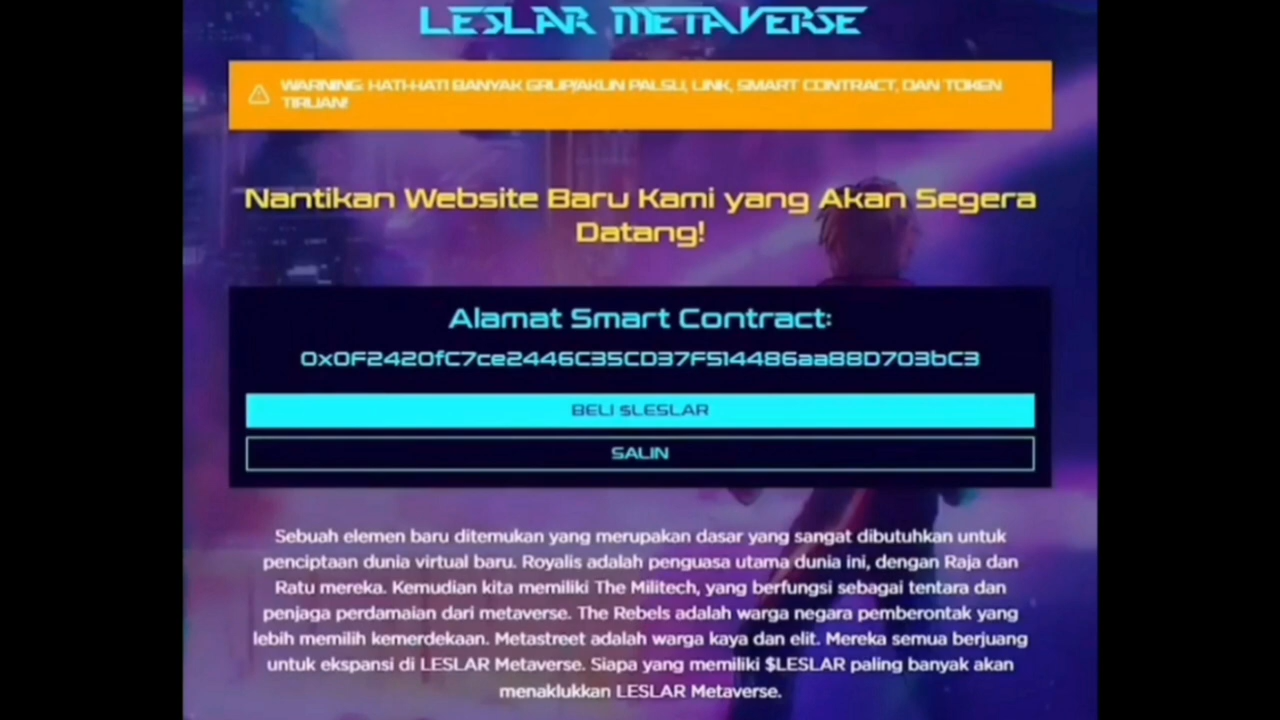 LESLAR METAVERSE
WARNING: HATI-HATI BANYAK GRUP/AKUN PALSU, LINK, SMART CONTRACT, DAN TOKEN
TIRUAN!
Nantikan Website Baru Kami yang Akan Segera
Datang!
Alamat Smart Contract:
0x0F2420fC7ce2446C35CD37F514486aa88D703bC3
BELI $LESLAR
SALIN
Sebuah elemen baru ditemukan yang merupakan dasar yang sangat dibutuhkan untuk
penciptaan dunia virtual baru. Royalis adalah penguasa utama dunia ini, dengan Raja dan
Ratu mereka. Kemudian kita memiliki The Militech, yang berfungsi sebagai tentara dan
penjaga perdamaian dari metaverse. The Rebels adalah warga negara pemberontak yang
lebih memilih kemerdekaan. Metastreet adalah warga kaya dan elit. Mereka semua berjuang
untuk ekspansi di LESLAR Metaverse. Siapa yang memiliki $LESLAR paling banyak akan
menaklukkan LESLAR Metaverse.